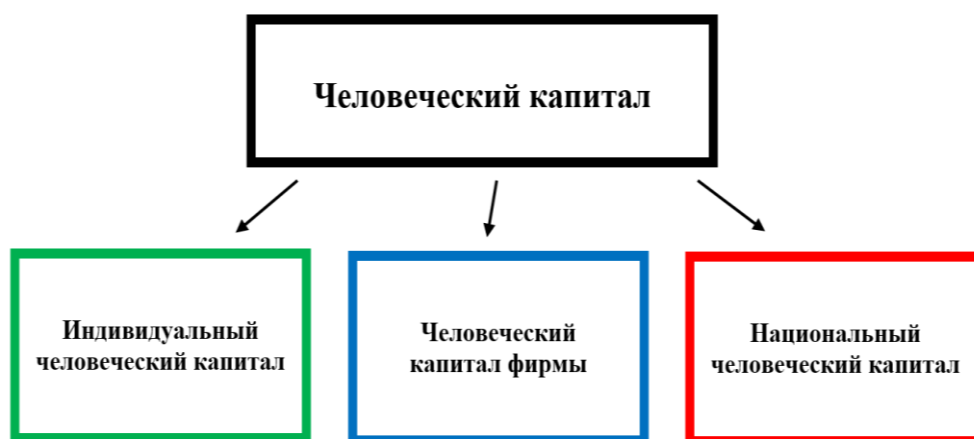 Человеческий капитал
Индивидуальный
человеческий капитал
Человеческий
капитал фирмы
Национальный
человеческий капитал